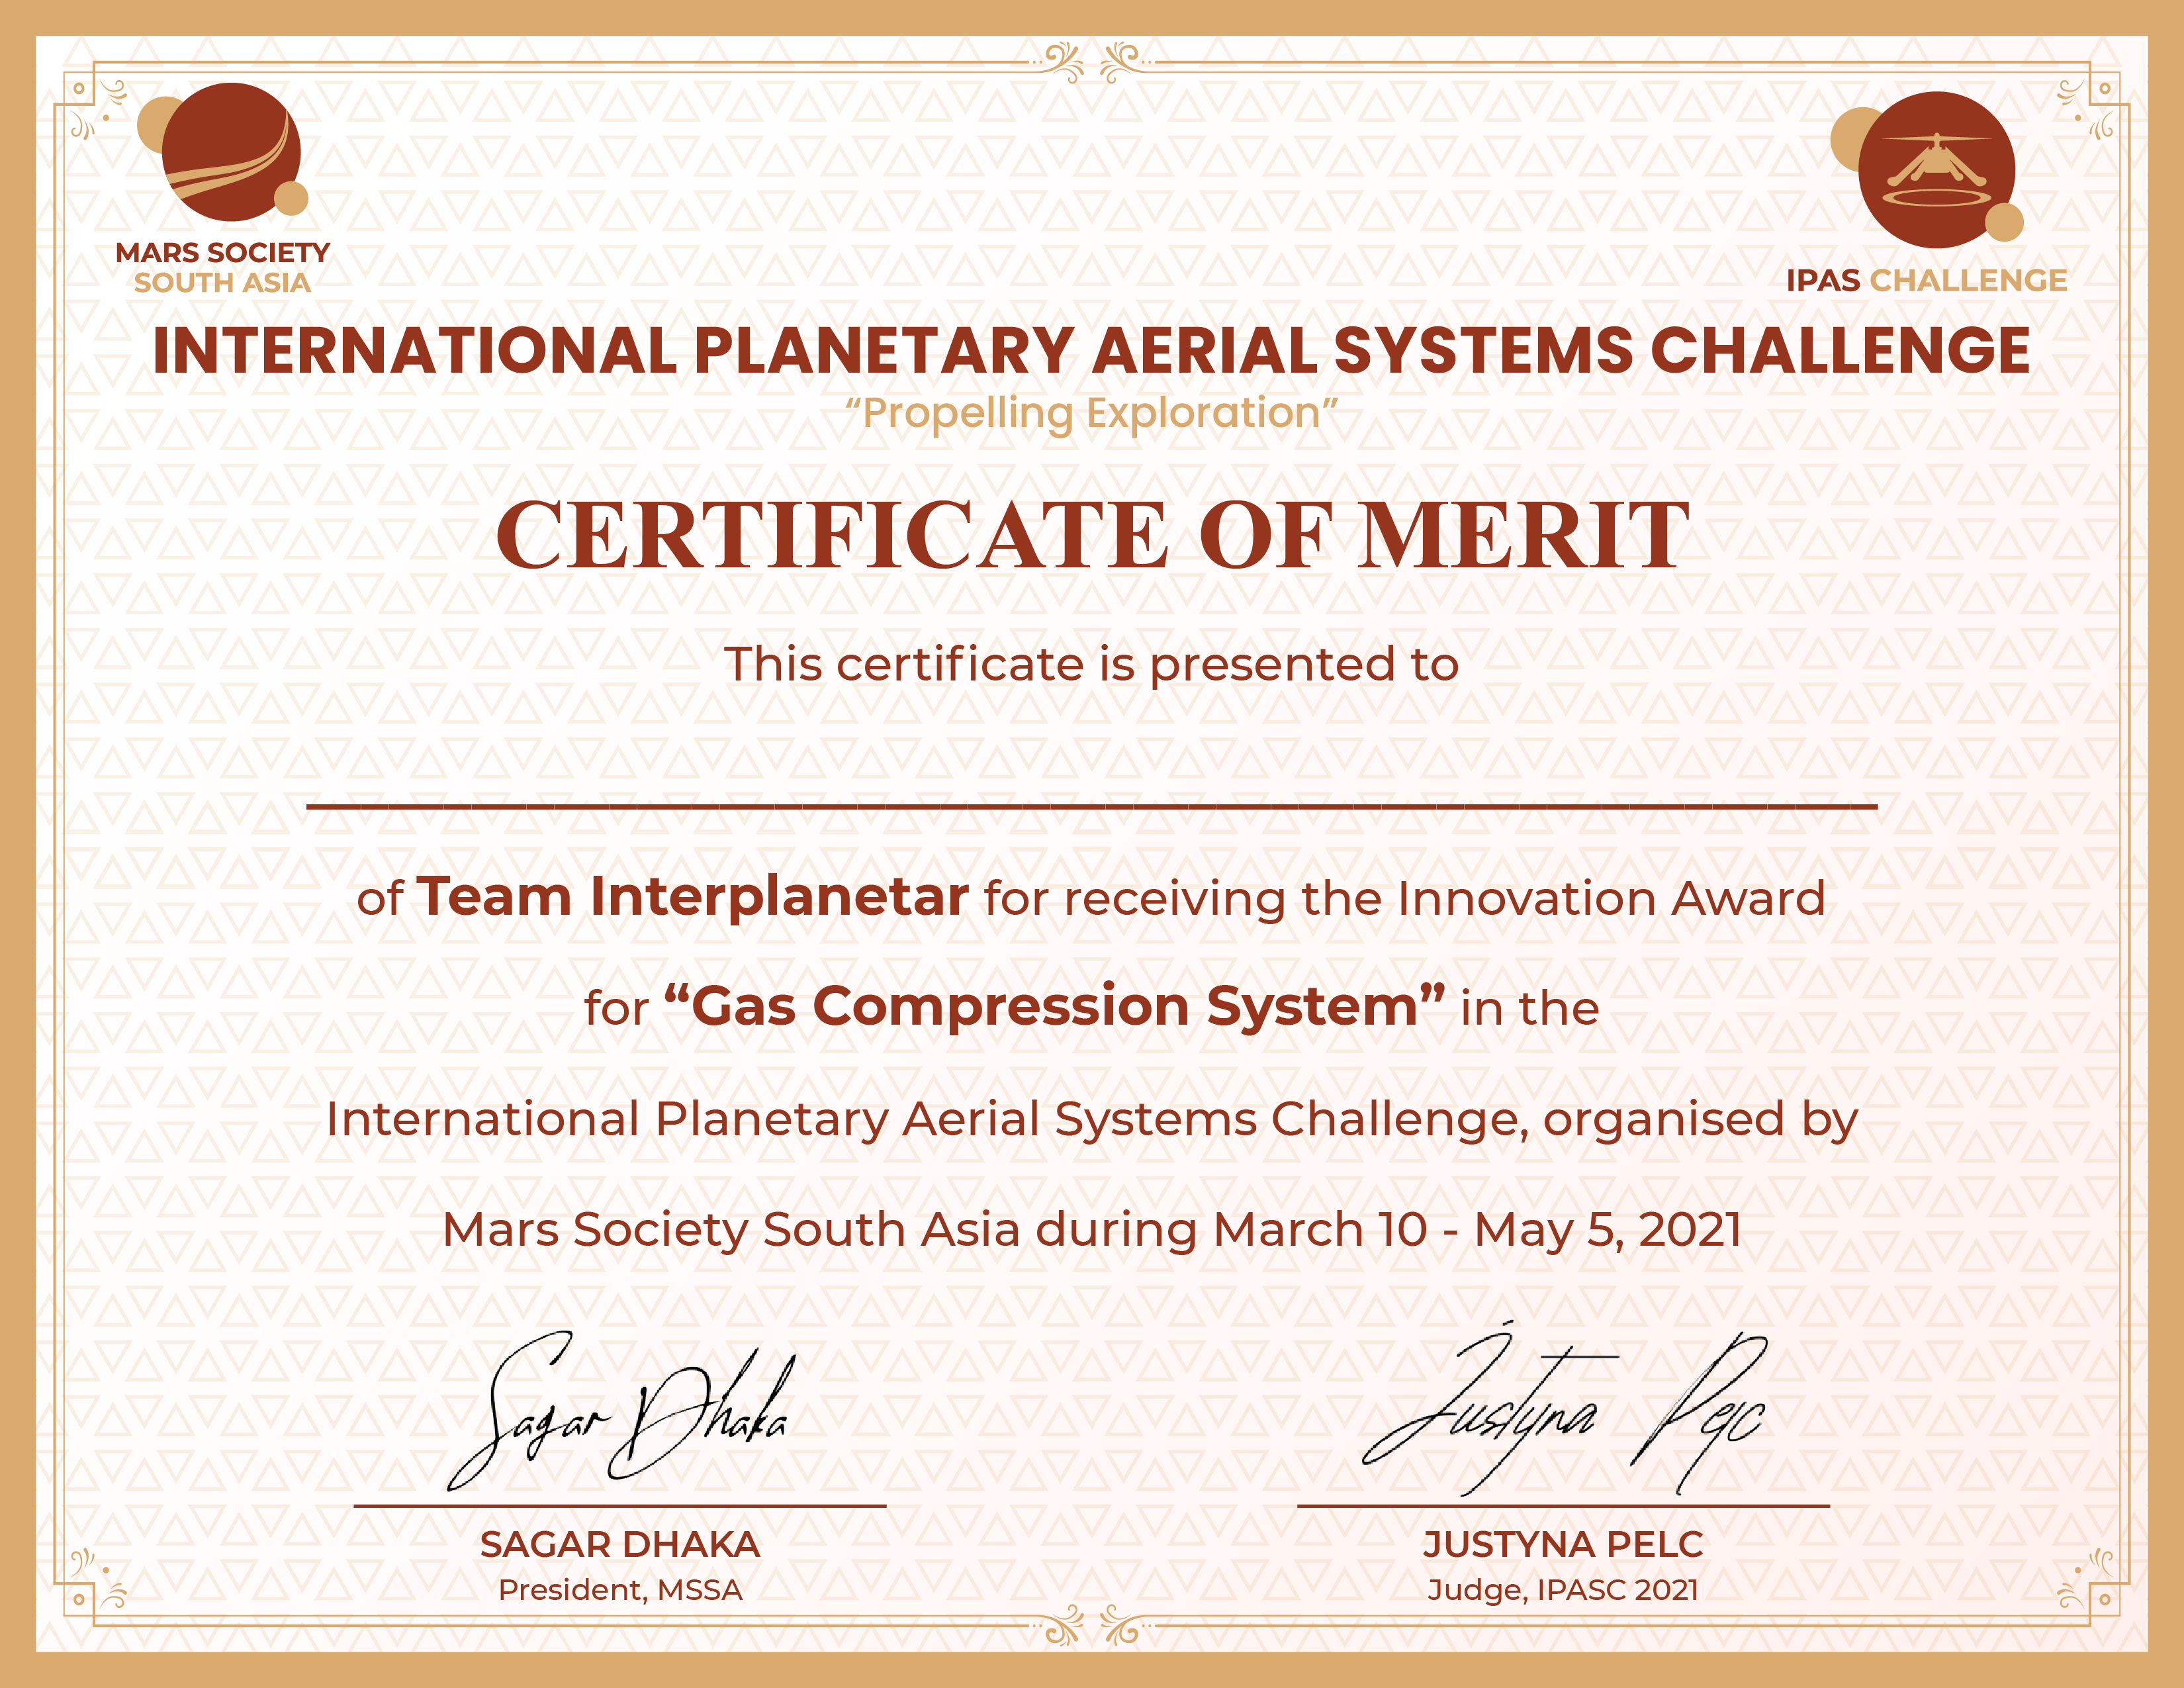 MARS SOCIETY
SOUTH ASIA
IPAS CHALLENGE
INTERNATIONAL PLANETARY AERIAL SYSTEMS CHALLENGE
“Propelling Exploration”
CERTIFICATE OF MERIT
This certificate is presented to
of Team Interplanetar for receiving the Innovation Award
for “Gas Compression System” in the
International Planetary Aerial Systems Challenge, organised by
Mars Society South Asia during March 10 - May 5, 2021
Sagar Dhaka
Justyna Pelc
SAGAR DHAKA
President, MSSA
JUSTYNA PELC
Judge, IPASC 2021